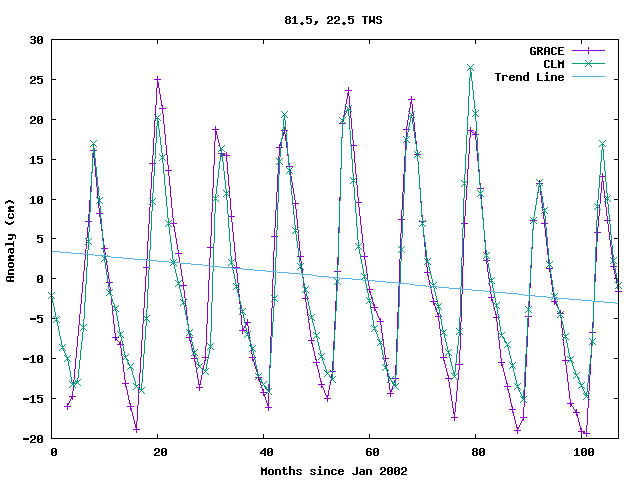 81.5, 22.5 TWS
GRACE
CLM
Trend Line
30
25
20
15
10
5
0
-5
-10
-15
-20
Anomaly (cm)
0 20 40 60 80 100
Months since Jan 2002